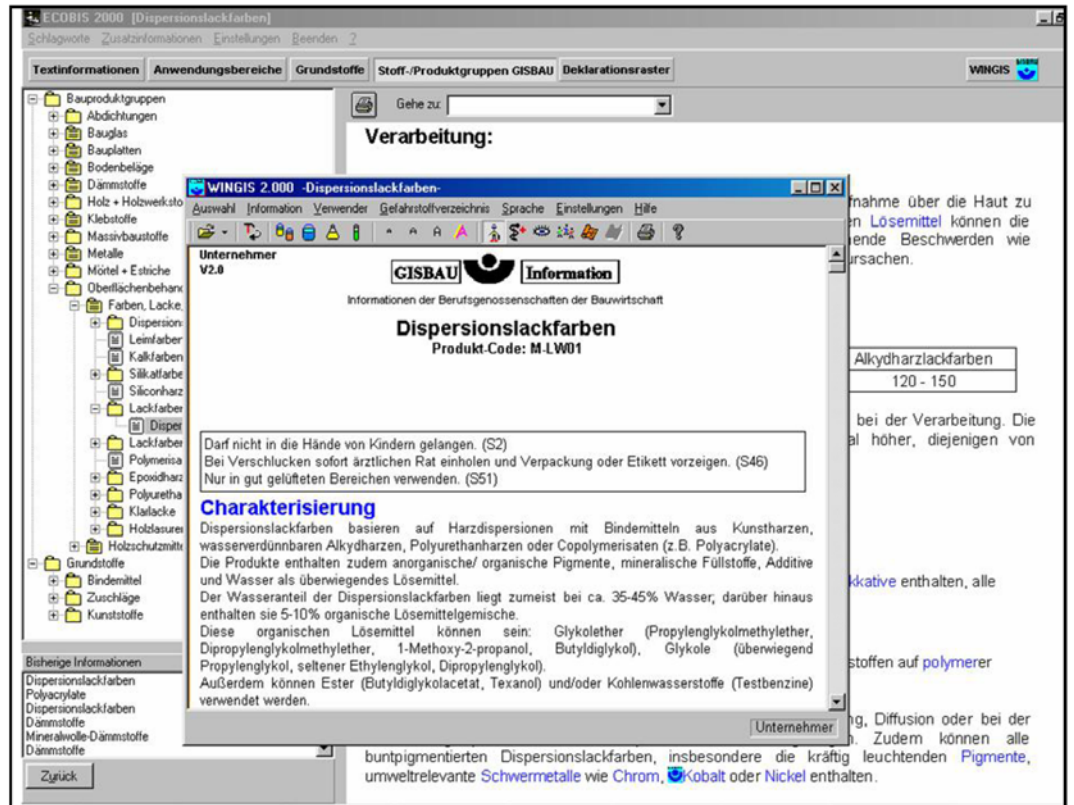 ECOBIS 2000 [Dispersionslackfarben]
Schlagworte Zusatzinformationen Einstellungen Beenden ?
Textinformationen Anwendungsbereiche Grundstoffe Stoff-/Produktgruppen GISBAU Deklarationsraster WINGIS
Bauproduktgruppen
Abdichtungen
Bauglas
Bauplatten
Bodenbeläge
Dämmstoffe
Holz + Holzwerksto
Klebstoffe
Massivbaustoffe
Metalle
Mörtel + Estriche
Oberflächenbehand
Farben, Lacke,
Dispersion
Leimfarben
Kalkfarben
Silikatfarbe
Siliconharz
Lackfarben
Disper
Lackfarben
Polymerisa
Epoxidharz
Polyuretha
Klarlacke
Holzlasuren
Holzschutzmitte
Grundstoffe
Bindemittel
Zuschläge
Kunststoffe
Bisherige Informationen
Dispersionslackfarben
Polyacrylate
Dispersionslackfarben
Dämmstoffe
Mineralwolle-Dämmstoffe
Dämmstoffe
Zurück
Gehe zu:
Verarbeitung:
fnahme über die Haut zu
en Lösemittel können die
nende Beschwerden wie
ursachen.
Alkydharzlackfarben
120 - 150
bei der Verarbeitung. Die
al höher, diejenigen von
kkative enthalten, alle
stoffen auf polymerer
ng, Diffusion oder bei der
n. Zudem können alle
buntpigmentierten Dispersionslackfarben, insbesondere die kräftig leuchtenden Pigmente,
umweltrelevante Schwermetalle wie Chrom, Kobalt oder Nickel enthalten.
WINGIS 2.000 -Dispersionslackfarben-
Auswahl Information Verwender Gefahrstoffverzeichnis Sprache Einstellungen Hilfe
Unternehmer
V2.0
GISBAU Information
Informationen der Berufsgenossenschaften der Bauwirtschaft
Dispersionslackfarben
Produkt-Code: M-LW01
Darf nicht in die Hände von Kindern gelangen. (S2)
Bei Verschlucken sofort ärztlichen Rat einholen und Verpackung oder Etikett vorzeigen. (S46)
Nur in gut gelüfteten Bereichen verwenden. (S51)
Charakterisierung
Dispersionslackfarben basieren auf Harzdispersionen mit Bindemitteln aus Kunstharzen,
wasserverdünnbaren Alkydharzen, Polyurethanharzen oder Copolymerisaten (z.B. Polyacrylate).
Die Produkte enthalten zudem anorganische/ organische Pigmente, mineralische Füllstoffe, Additive
und Wasser als überwiegendes Lösemittel.
Der Wasseranteil der Dispersionslackfarben liegt zumeist bei ca. 35-45% Wasser; darüber hinaus
enthalten sie 5-10% organische Lösemittelgemische.
Diese organischen Lösemittel können sein: Glykolether (Propylenglykolmethylether,
Dipropylenglykolmethylether, 1-Methoxy-2-propanol, Butyldiglykol), Glykole (überwiegend
Propylenglykol, seltener Ethylenglykol, Dipropylenglykol).
Außerdem können Ester (Butyldiglykolacetat, Texanol) und/oder Kohlenwasserstoffe (Testbenzine)
verwendet werden.
Unternehmer